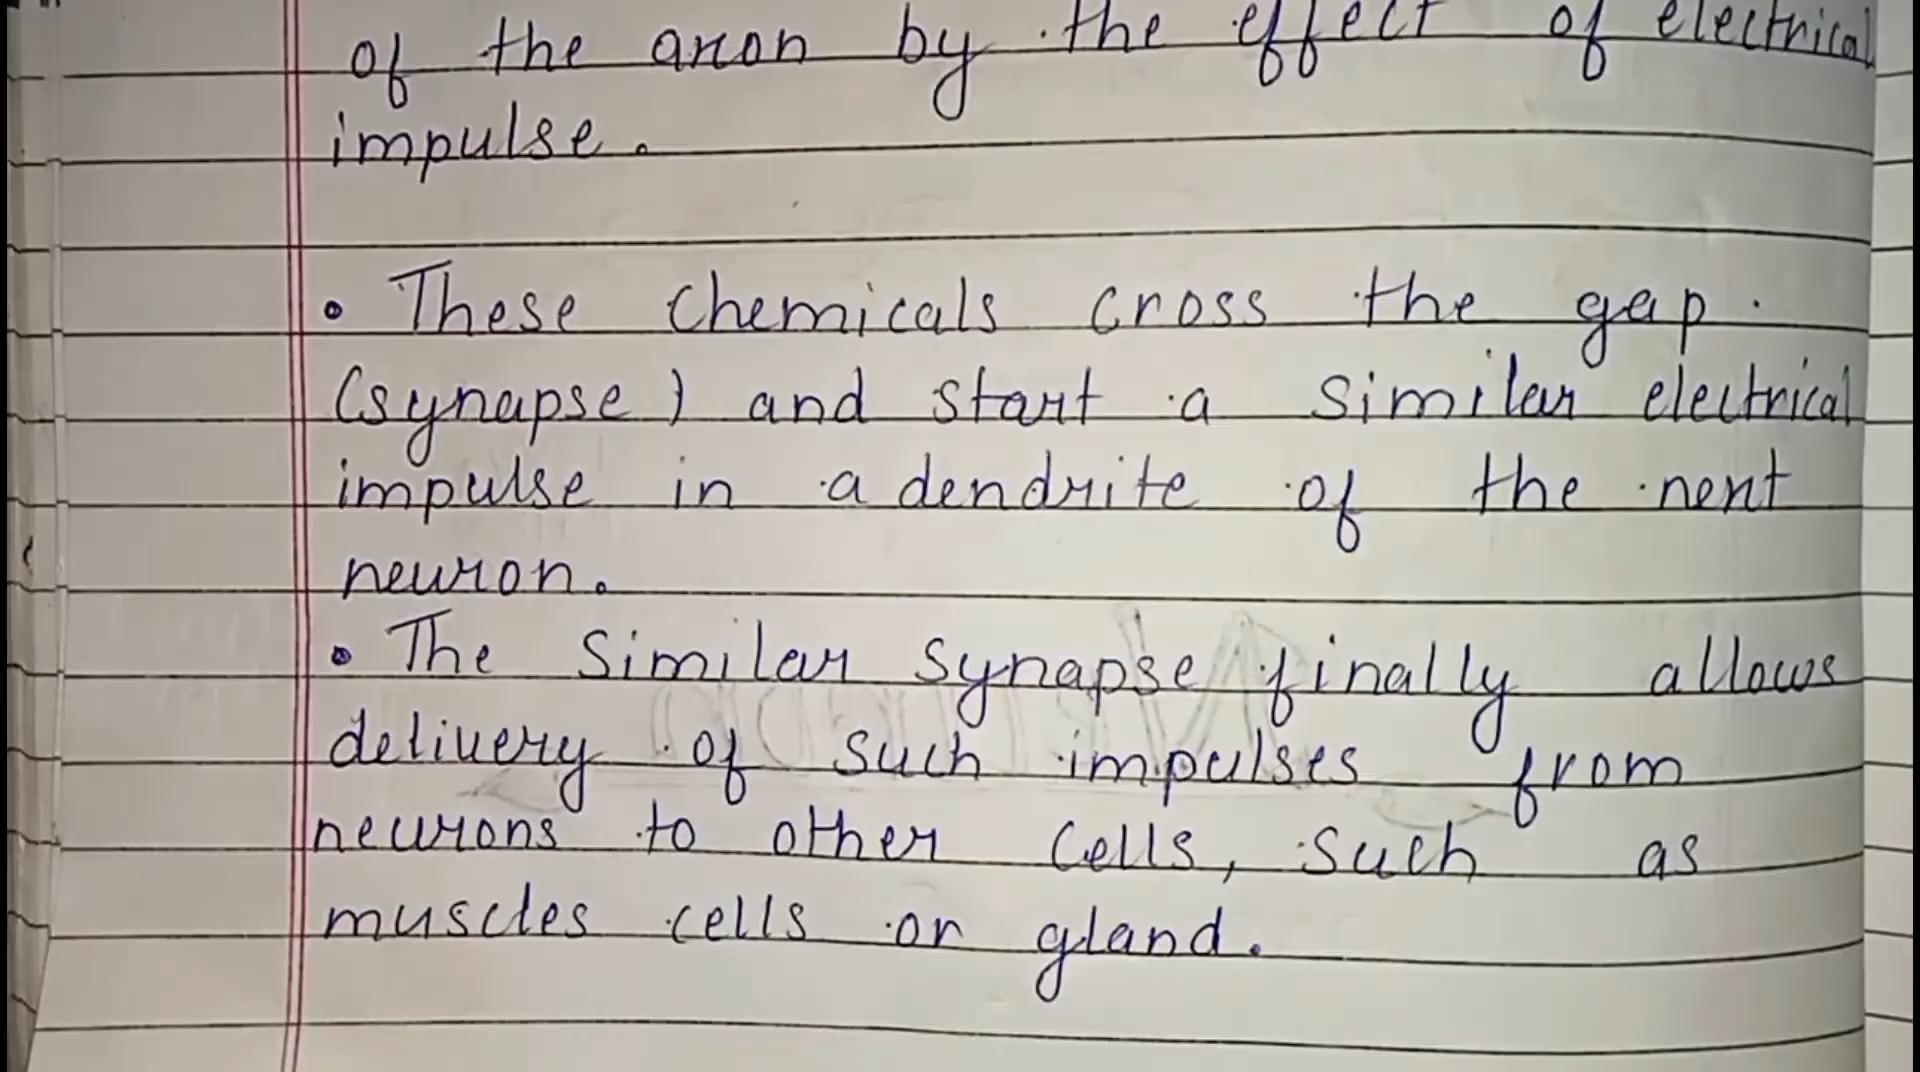 of the axon by the effect of electrical
impulse.
• These chemicals cross the gap
(synapse) and start a similar electrical
impulse in a dendrite of the next
neuron.
• The similar synapse finally allows
delivery of such impulses from
neurons to other cells, such as
muscles cells or gland.